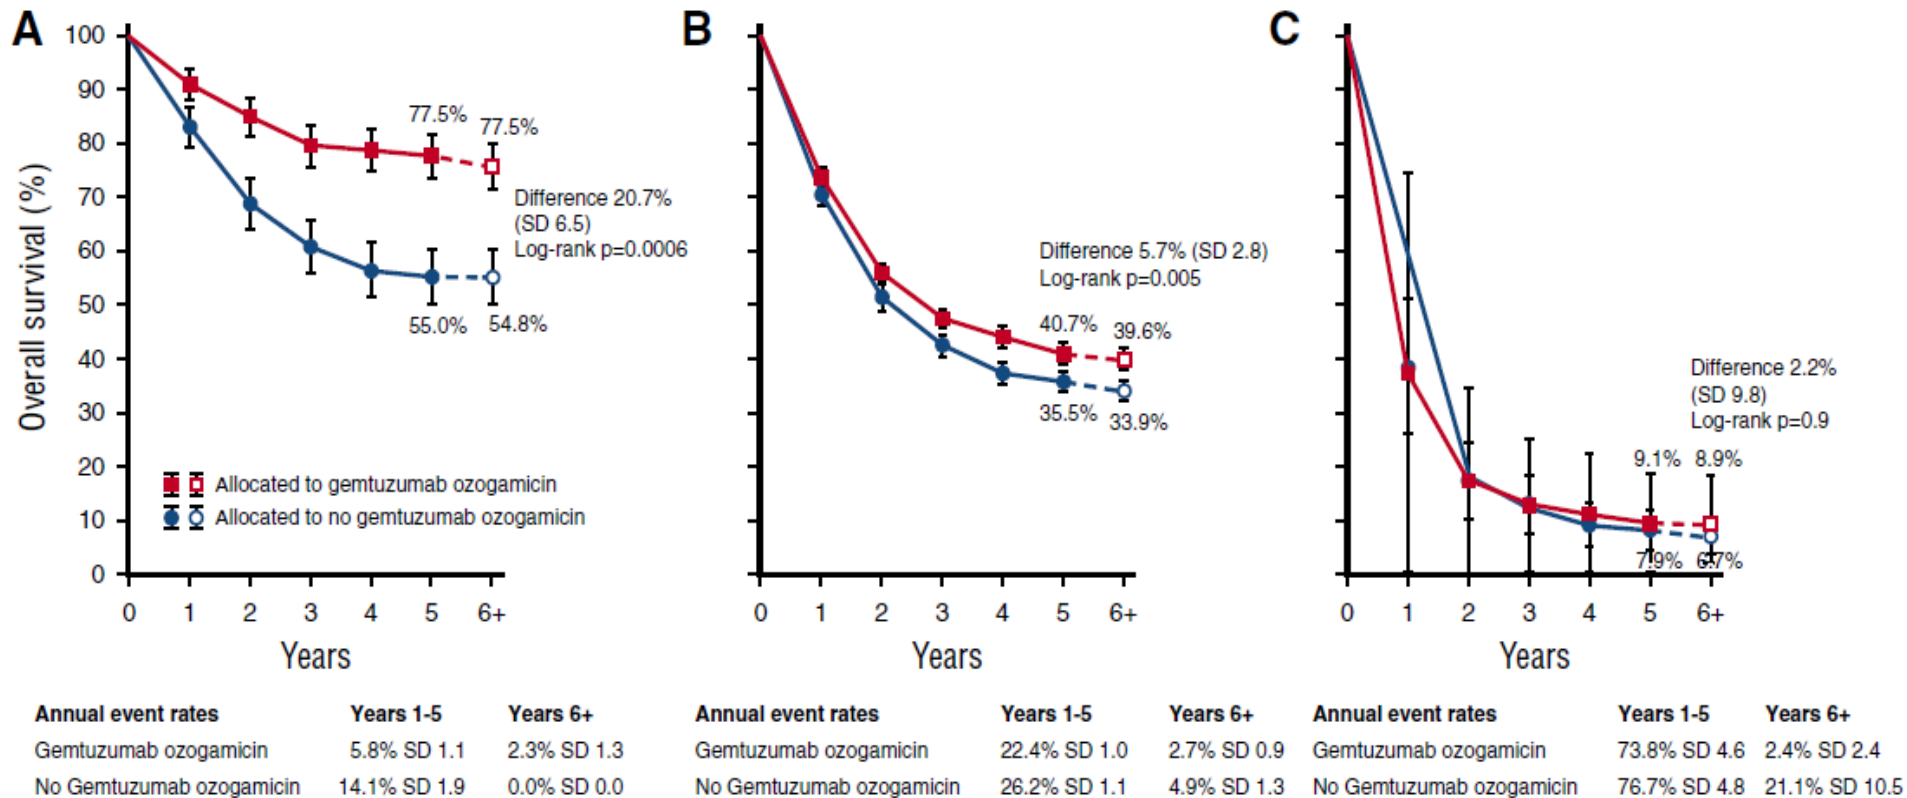 A
100
90
80
70
60
50
40
30
20
10
0
Overall survival (%)
77.5%
77.5%
Difference 20.7%
(SD 6.5)
Log-rank p=0.0006
55.0%
54.8%
Allocated to gemtuzumab ozogamicin
Allocated to no gemtuzumab ozogamicin
0 1 2 3 4 5 6+
Years
B
Difference 5.7% (SD 2.8)
Log-rank p=0.005
40.7%
39.6%
35.5%
33.9%
0 1 2 3 4 5 6+
Years
C
Difference 2.2%
(SD 9.8)
Log-rank p=0.9
9.1% 8.9%
7.9% 6.7%
0 1 2 3 4 5 6+
Years
Annual event rates Years 1-5 Years 6+
Gemtuzumab ozogamicin 5.8% SD 1.1 2.3% SD 1.3
No Gemtuzumab ozogamicin 14.1% SD 1.9 0.0% SD 0.0
Annual event rates Years 1-5 Years 6+
Gemtuzumab ozogamicin 22.4% SD 1.0 2.7% SD 0.9
No Gemtuzumab ozogamicin 26.2% SD 1.1 4.9% SD 1.3
Annual event rates Years 1-5 Years 6+
Gemtuzumab ozogamicin 73.8% SD 4.6 2.4% SD 2.4
No Gemtuzumab ozogamicin 76.7% SD 4.8 21.1% SD 10.5